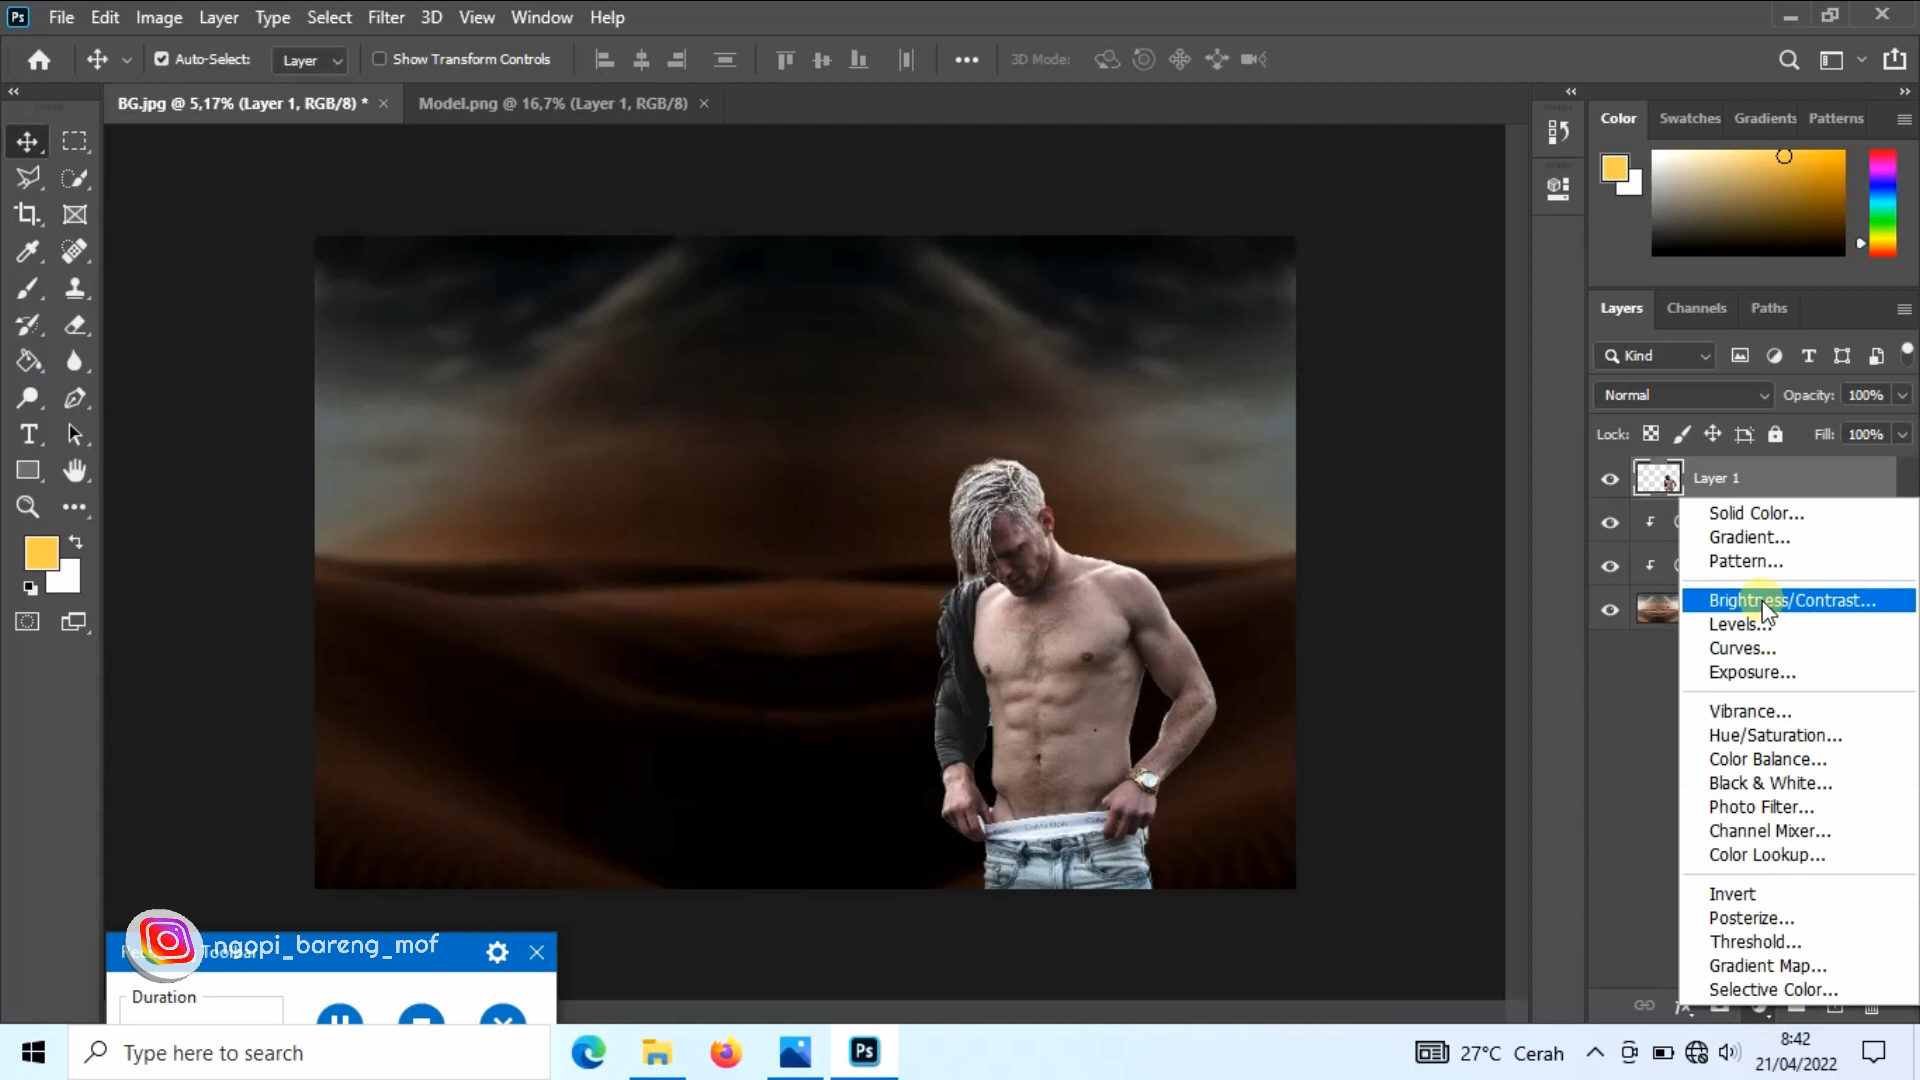 Ps File Edit Image Layer Type Select Filter 3D View Window Help
Auto-Select: Layer Show Transform Controls 3D Mode:
BG.jpg @ 5,17% (Layer 1, RGB/8) * Model.png @ 16,7% (Layer 1, RGB/8)
Color Swatches Gradients Patterns
Layers Channels Paths
Kind
Normal Opacity: 100%
Lock: Fill: 100%
Layer 1
Solid Color...
Gradient...
Pattern...
Brightness/Contrast...
Levels...
Curves...
Exposure...
Vibrance...
Hue/Saturation...
Color Balance...
Black & White...
Photo Filter...
Channel Mixer...
Color Lookup...
Invert
Posterize...
Threshold...
Gradient Map...
Selective Color...
ngopi_bareng_mof
Duration
Type here to search
Ps
27°C Cerah
8:42
21/04/2022